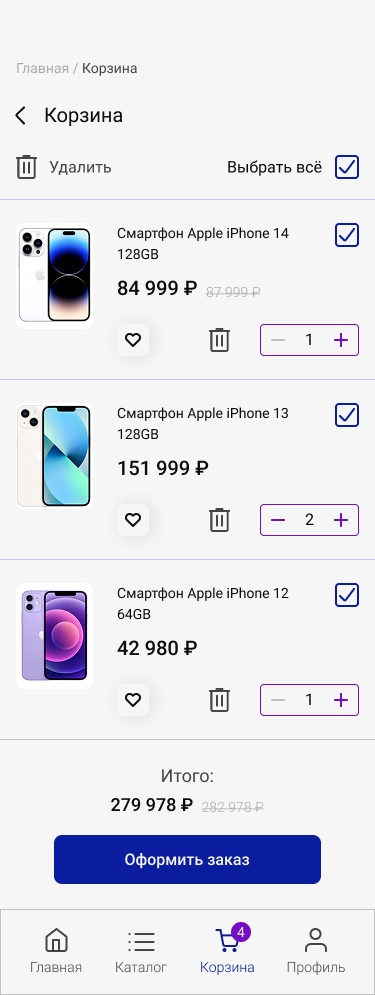 Главная / Корзина
Корзина
Удалить
Выбрать всё
Смартфон Apple iPhone 14
128GB
84 999 ₽ 87 999 ₽
1
Смартфон Apple iPhone 13
128GB
151 999 ₽
2
Смартфон Apple iPhone 12
64GB
42 980 ₽
1
Итого:
279 978 ₽ 282 978 ₽
Оформить заказ
4
Главная
Каталог
Корзина
Профиль